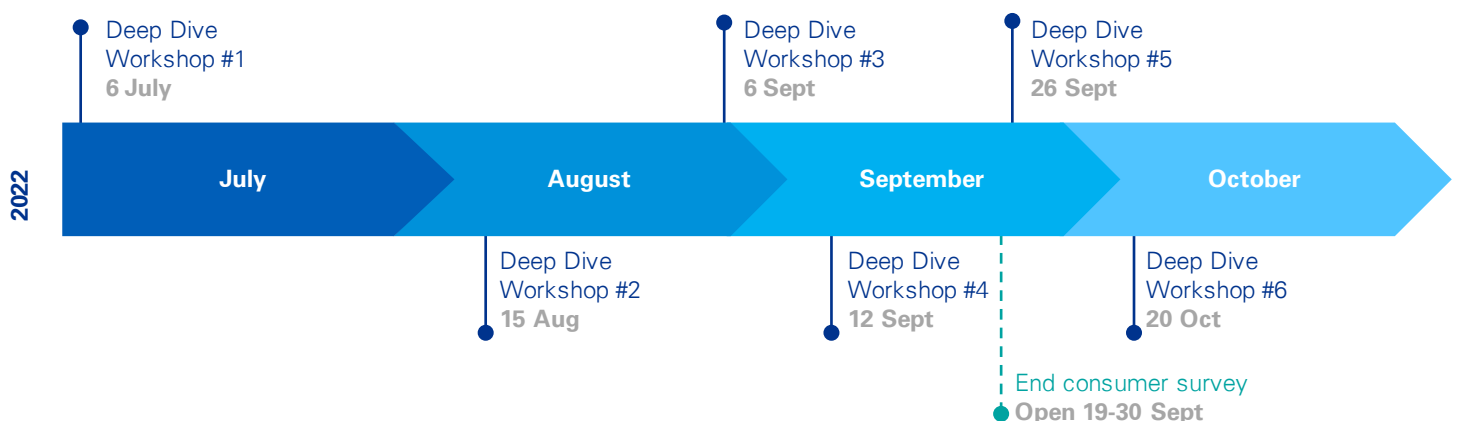 Deep Dive
Workshop #1
6 July
Deep Dive
Workshop #3
6 Sept
Deep Dive
Workshop #5
26 Sept
2022
July
August
September
October
Deep Dive
Workshop #2
15 Aug
Deep Dive
Workshop #4
12 Sept
Deep Dive
Workshop #6
20 Oct
End consumer survey
Open 19-30 Sept